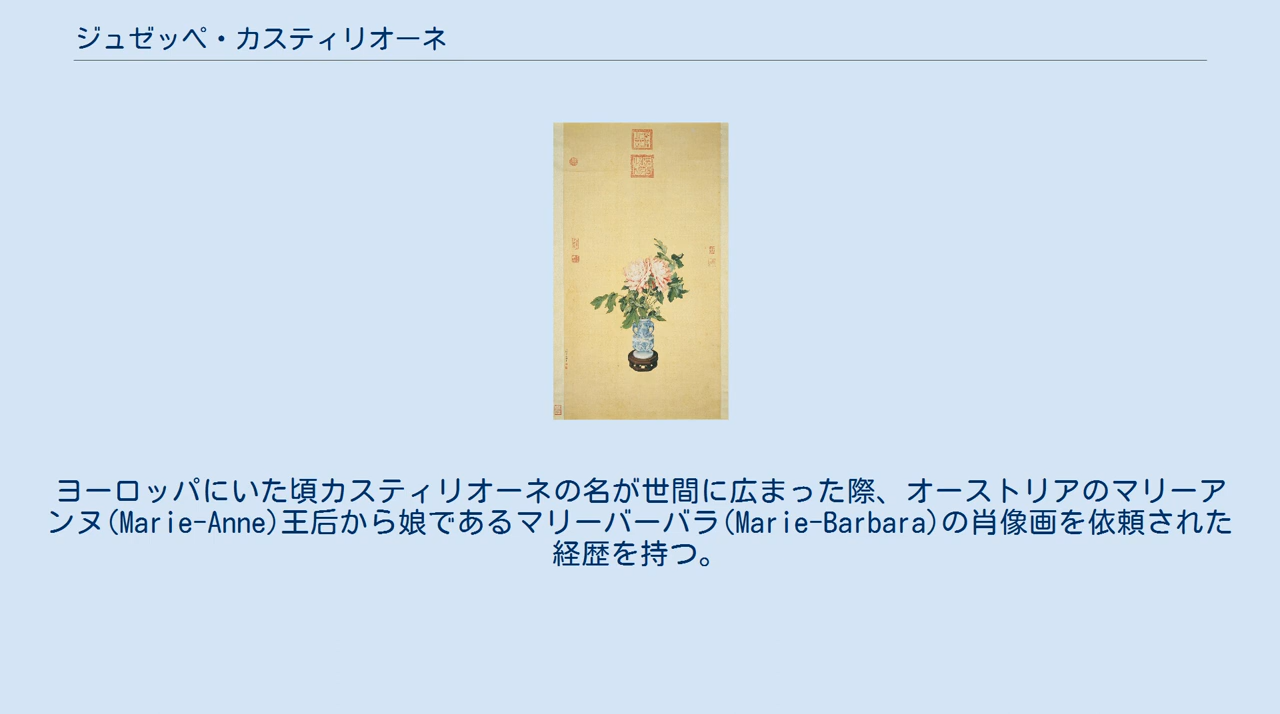 ジュゼッペ・カスティリオーネ
ヨーロッパにいた頃カスティリオーネの名が世間に広まった際、オーストリアのマリーア
ンヌ(Marie-Anne)王后から娘であるマリーバーバラ(Marie-Barbara)の肖像画を依頼された
経歴を持つ。